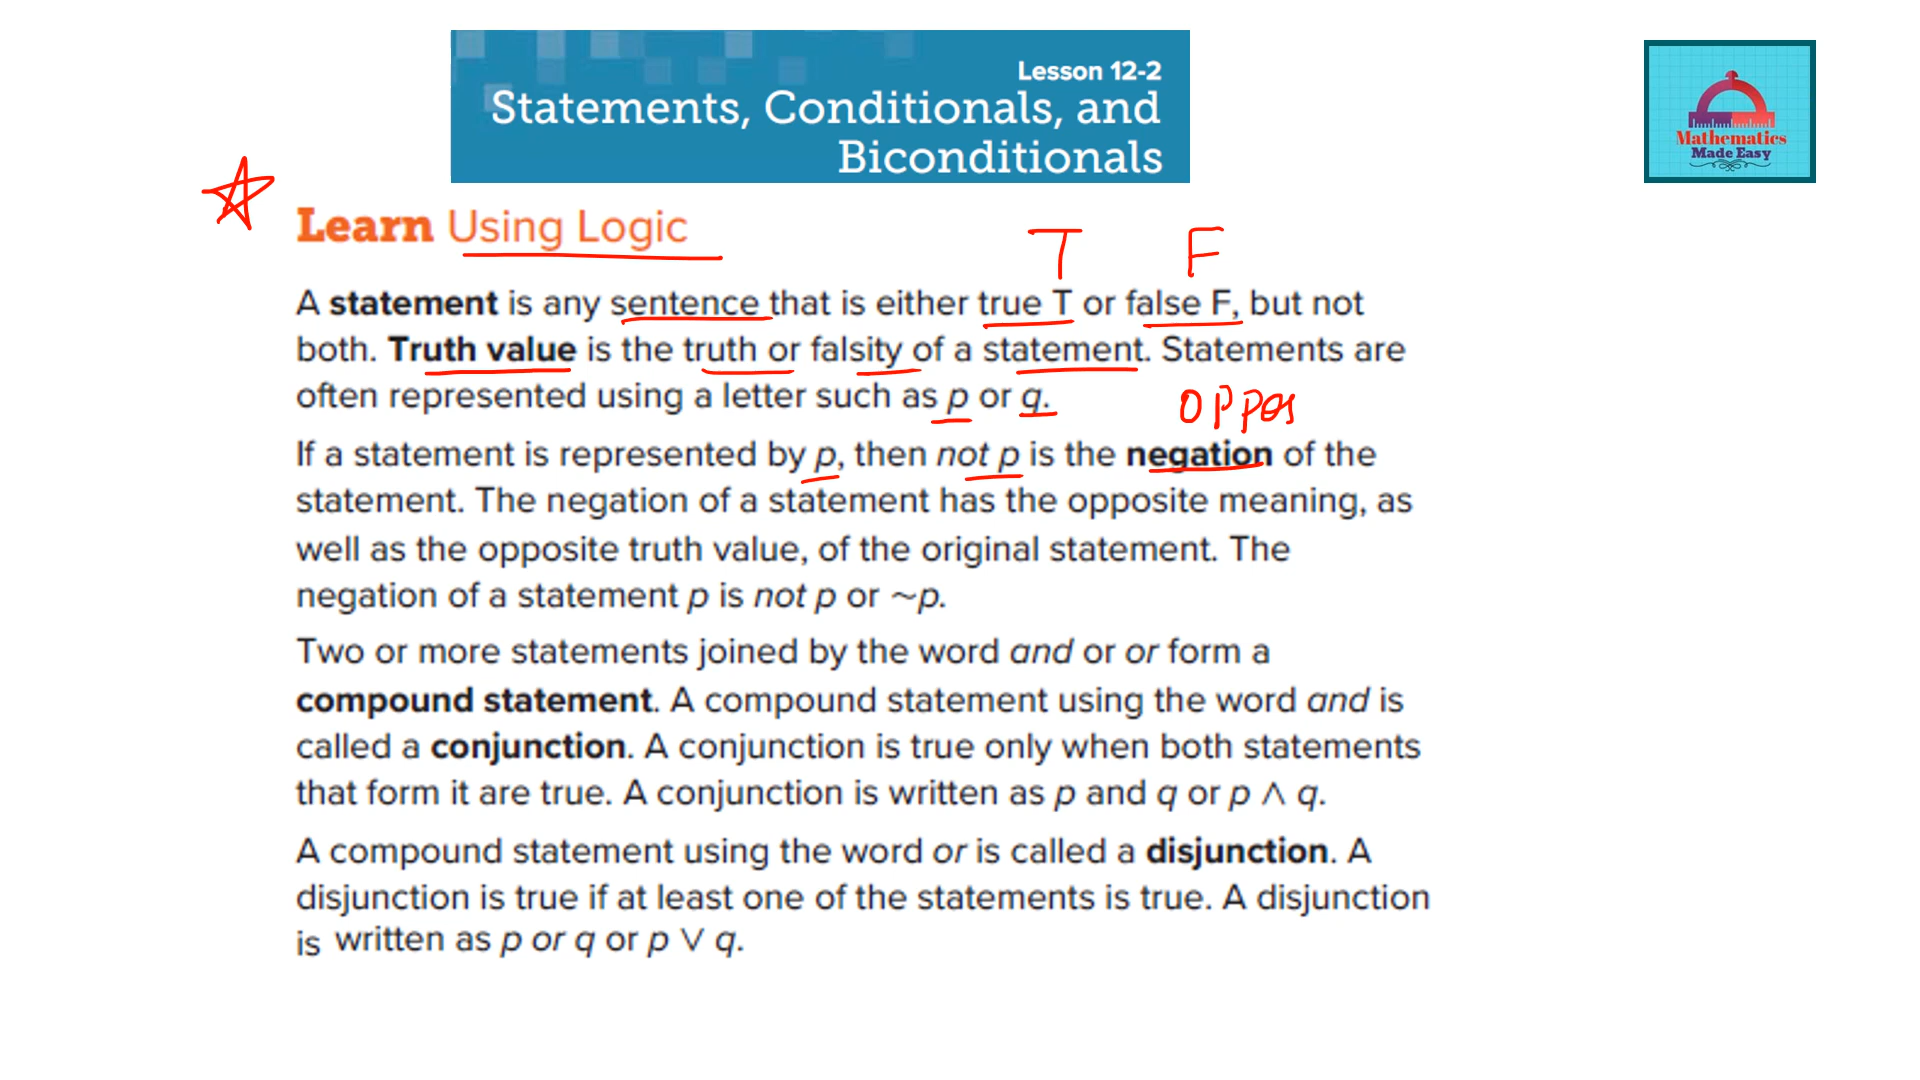 Lesson 12-2
Statements, Conditionals, and
Biconditionals
Mathematics
Made Easy
Learn Using Logic
T F
A statement is any sentence that is either true T or false F, but not
both. Truth value is the truth or falsity of a statement. Statements are
often represented using a letter such as p or q.
oppos
If a statement is represented by p, then not p is the negation of the
statement. The negation of a statement has the opposite meaning, as
well as the opposite truth value, of the original statement. The
negation of a statement p is not p or ~p.
Two or more statements joined by the word and or or form a
compound statement. A compound statement using the word and is
called a conjunction. A conjunction is true only when both statements
that form it are true. A conjunction is written as p and q or p ∧ q.
A compound statement using the word or is called a disjunction. A
disjunction is true if at least one of the statements is true. A disjunction
is written as p or q or p ∨ q.